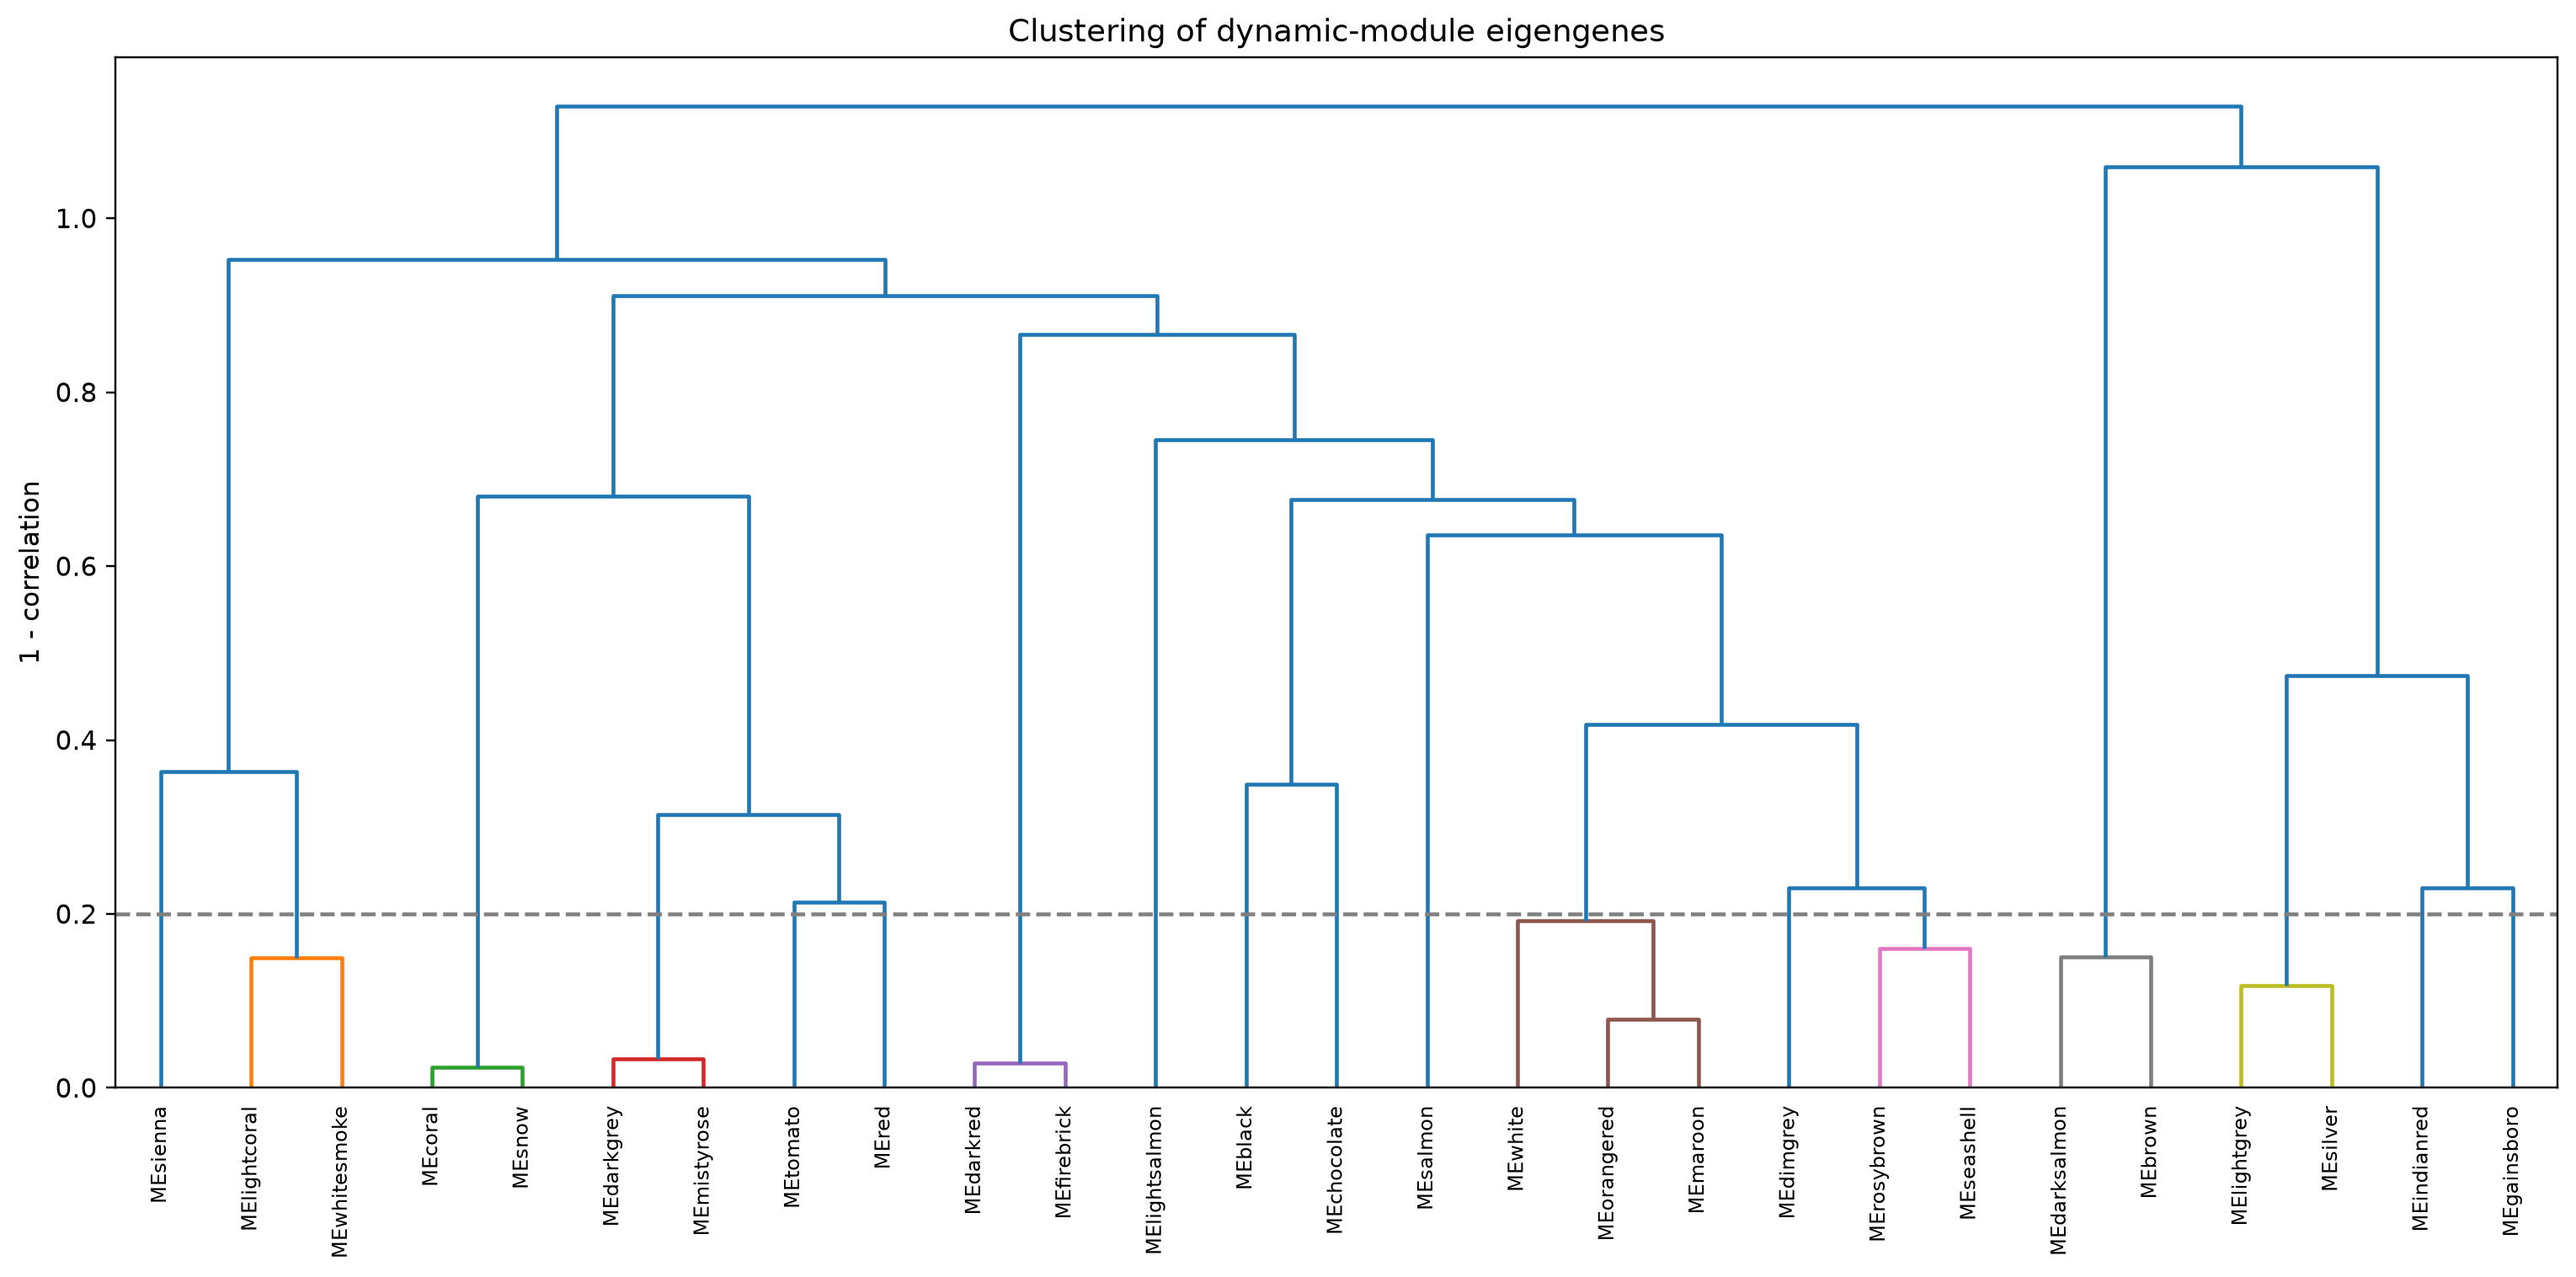 Clustering of dynamic-module eigengenes
1 - correlation
1.0
0.8
0.6
0.4
0.2
0.0
MEsienna
MElightcoral
MEwhitesmoke
MEcoral
MEsnow
MEdarkgrey
MEmistyrose
MEtomato
MEred
MEdarkred
MEfirebrick
MElightsalmon
MEblack
MEchocolate
MEsalmon
MEwhite
MEorangered
MEmaroon
MEdimgrey
MErosybrown
MEseashell
MEdarksalmon
MEbrown
MElightgrey
MEsilver
MEindianred
MEgainsboro